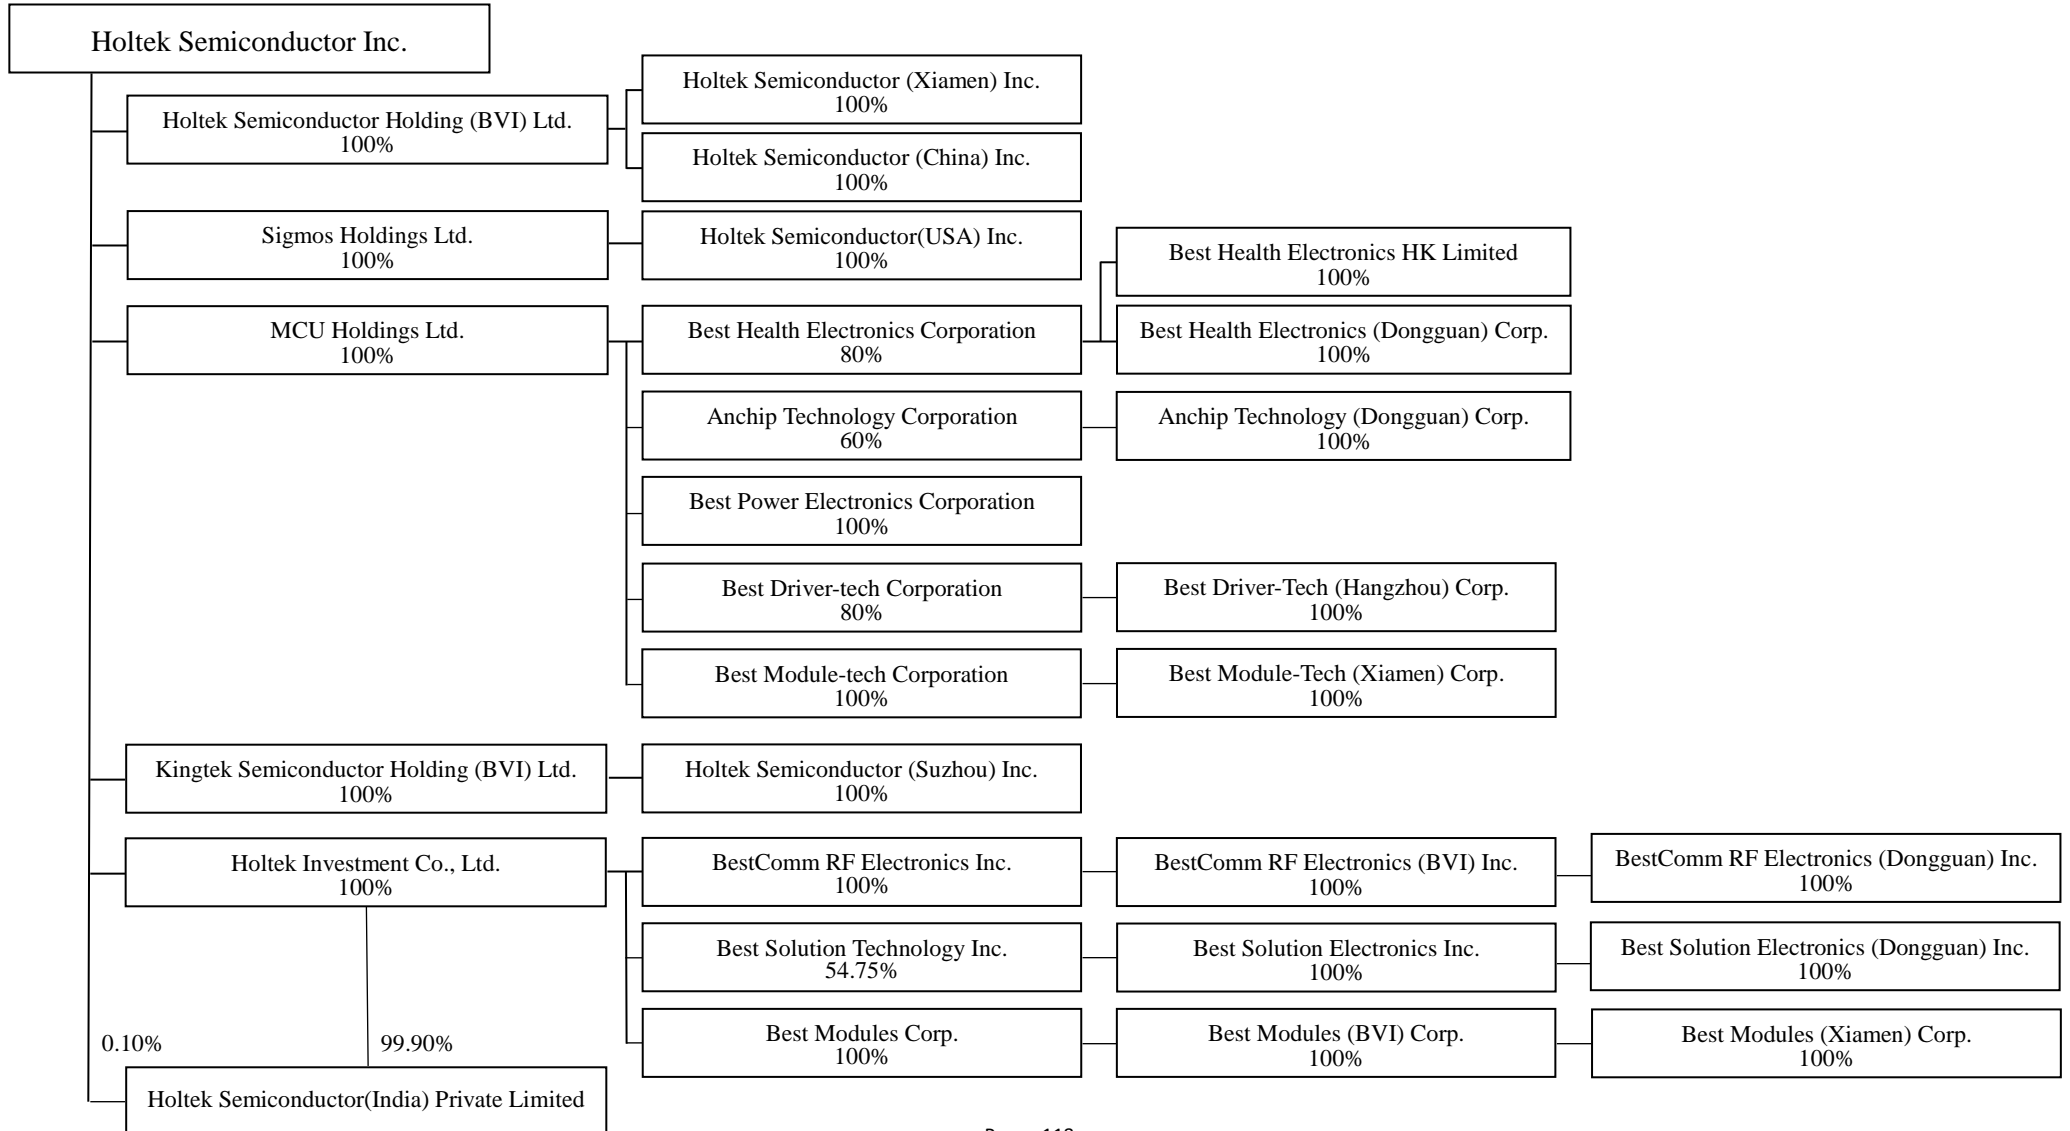 Holtek Semiconductor Inc.
Holtek Semiconductor Holding (BVI) Ltd.
100%
Holtek Semiconductor (Xiamen) Inc.
100%
Holtek Semiconductor (China) Inc.
100%
Sigmos Holdings Ltd.
100%
Holtek Semiconductor(USA) Inc.
100%
MCU Holdings Ltd.
100%
Best Health Electronics Corporation
80%
Best Health Electronics HK Limited
100%
Best Health Electronics (Dongguan) Corp.
100%
Anchip Technology Corporation
60%
Anchip Technology (Dongguan) Corp.
100%
Best Power Electronics Corporation
100%
Best Driver-tech Corporation
80%
Best Driver-Tech (Hangzhou) Corp.
100%
Best Module-tech Corporation
100%
Best Module-Tech (Xiamen) Corp.
100%
Kingtek Semiconductor Holding (BVI) Ltd.
100%
Holtek Semiconductor (Suzhou) Inc.
100%
Holtek Investment Co., Ltd.
100%
BestComm RF Electronics Inc.
100%
BestComm RF Electronics (BVI) Inc.
100%
BestComm RF Electronics (Dongguan) Inc.
100%
Best Solution Technology Inc.
54.75%
Best Solution Electronics Inc.
100%
Best Solution Electronics (Dongguan) Inc.
100%
Best Modules Corp.
100%
Best Modules (BVI) Corp.
100%
Best Modules (Xiamen) Corp.
100%
0.10%
99.90%
Holtek Semiconductor(India) Private Limited